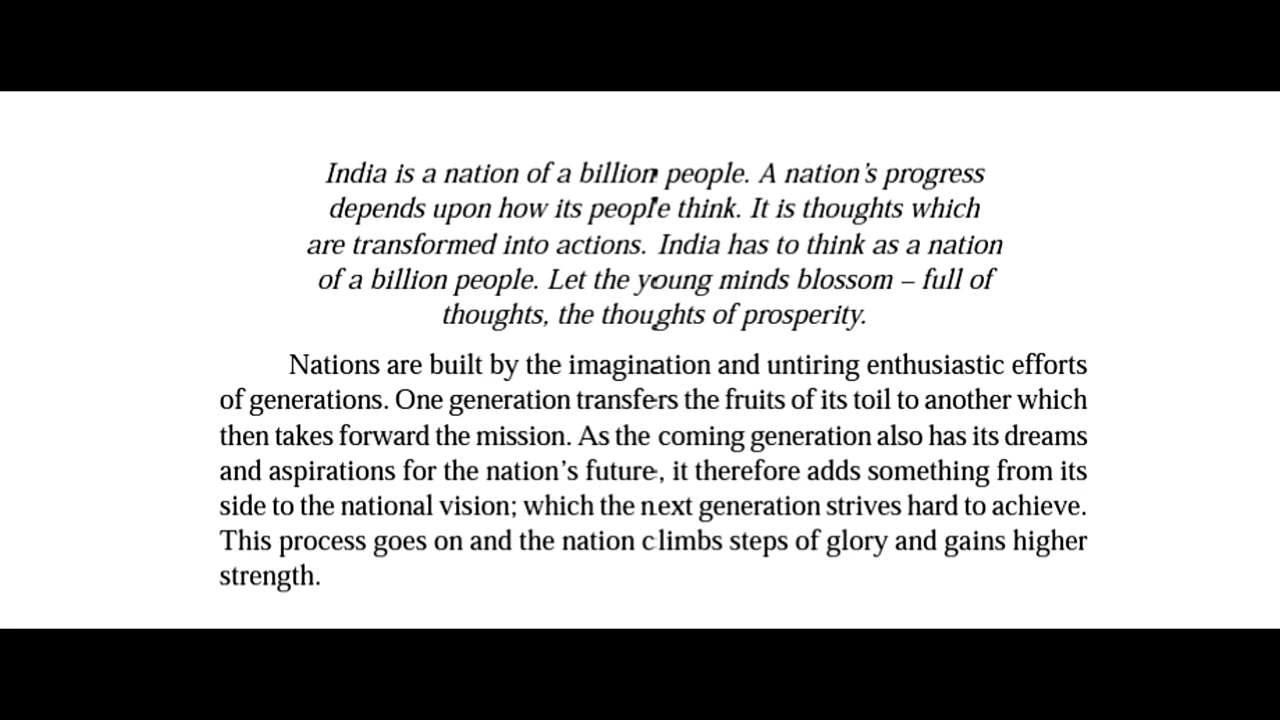 India is a nation of a billion people. A nation's progress
depends upon how its people think. It is thoughts which
are transformed into actions. India has to think as a nation
of a billion people. Let the young minds blossom – full of
thoughts, the thoughts of prosperity.
Nations are built by the imagination and untiring enthusiastic efforts
of generations. One generation transfers the fruits of its toil to another which
then takes forward the mission. As the coming generation also has its dreams
and aspirations for the nation's future, it therefore adds something from its
side to the national vision; which the next generation strives hard to achieve.
This process goes on and the nation climbs steps of glory and gains higher
strength.